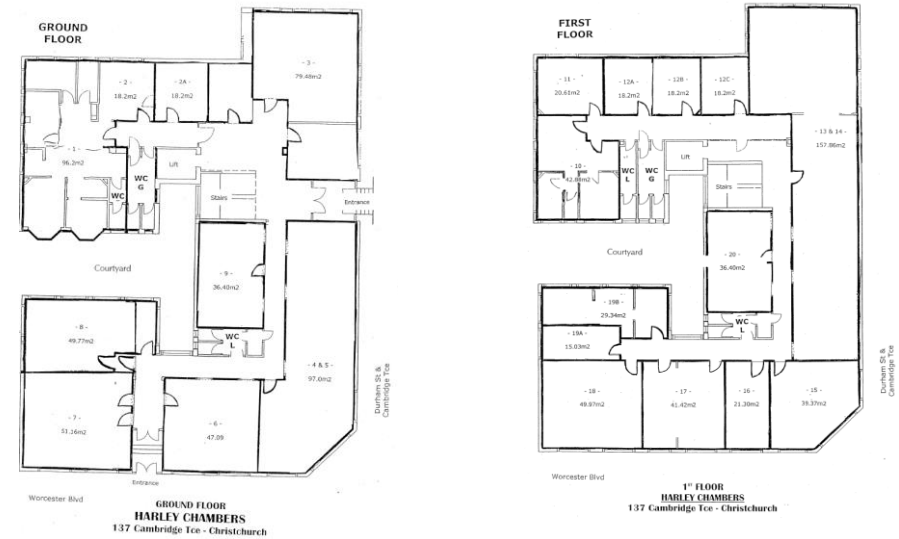 GROUND
FLOOR
- 2 -
18.2m2
- 2A -
18.2m2
- 3 -
79.48m2
- 1 -
96.2m2
WC
G
WC
Lift
Stairs
Entrance
Courtyard
- 9 -
36.40m2
WC
L
- 8 -
49.77m2
- 4 & 5 -
97.0m2
- 7 -
51.16m2
- 6 -
47.09
Durham St &
Cambridge Tce
Entrance
Worcester Blvd
GROUND FLOOR
HARLEY CHAMBERS
137 Cambridge Tce - Christchurch
FIRST
FLOOR
- 11 -
20.61m2
- 12A -
18.2m2
- 12B -
18.2m2
- 12C -
18.2m2
- 13 & 14 -
157.86m2
- 10 -
WC
L
WC
G
Lift
Stairs
Courtyard
- 20 -
36.40m2
- 19B -
29.34m2
WC
L
- 19A -
15.03m2
- 18 -
49.97m2
- 17 -
41.42m2
- 16 -
21.30m2
- 15 -
39.37m2
Durham St &
Cambridge Tce
Worcester Blvd
1st FLOOR
HARLEY CHAMBERS
137 Cambridge Tce - Christchurch